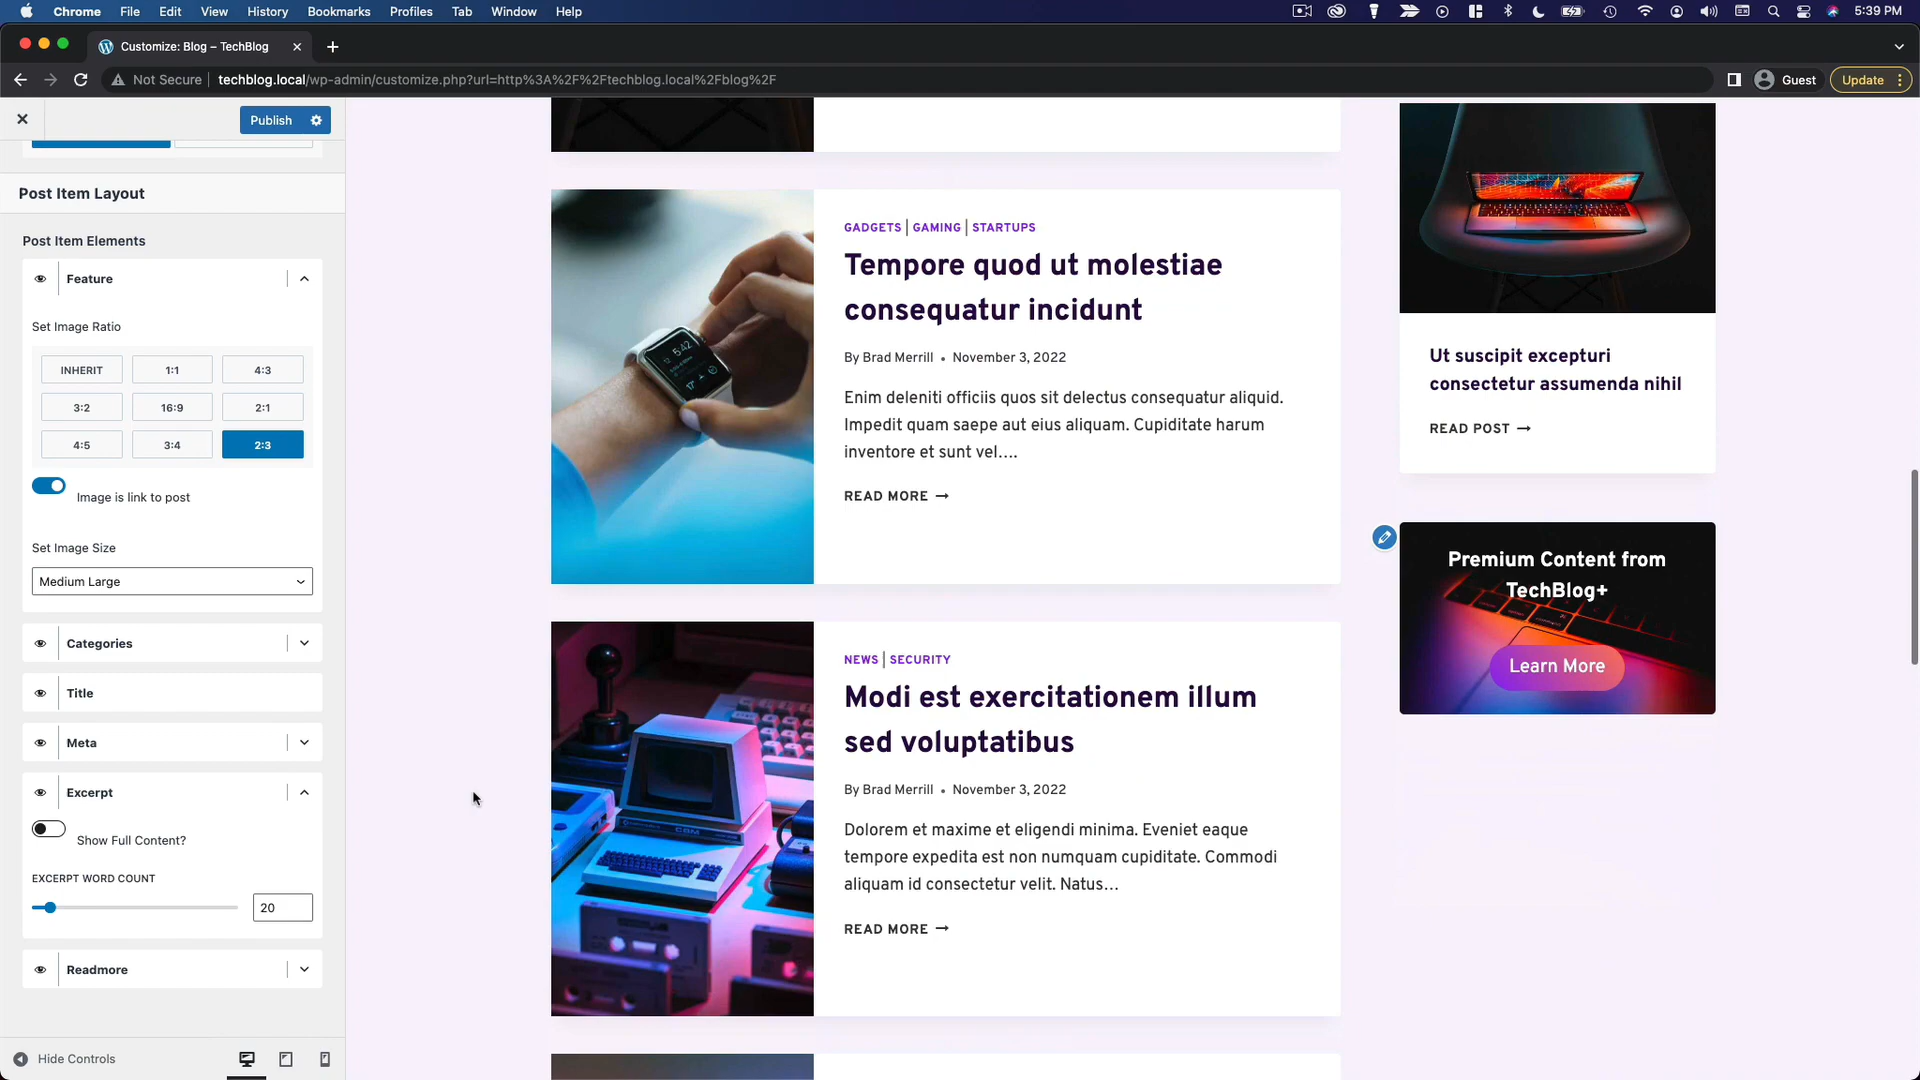 Chrome File Edit View History Bookmarks Profiles Tab Window Help 5:39 PM
Customize: Blog – TechBlog
Not Secure techblog.local/wp-admin/customize.php?url=http%3A%2F%2Ftechblog.local%2Fblog%2F Guest Update
Publish
Post Item Layout
Post Item Elements
Feature
Set Image Ratio
INHERIT 1:1 4:3
3:2 16:9 2:1
4:5 3:4 2:3
Image is link to post
Set Image Size
Medium Large
Categories
Title
Meta
Excerpt
Show Full Content?
EXCERPT WORD COUNT
20
Readmore
Hide Controls
GADGETS | GAMING | STARTUPS
Tempore quod ut molestiae
consequatur incidunt
By Brad Merrill • November 3, 2022
Enim deleniti officiis quos sit delectus consequatur aliquid.
Impedit quam saepe aut eius aliquam. Cupiditate harum
inventore et sunt vel….
READ MORE →
5:42
NEWS | SECURITY
Modi est exercitationem illum
sed voluptatibus
By Brad Merrill • November 3, 2022
Dolorem et maxime et eligendi minima. Eveniet eaque
tempore expedita est non numquam cupiditate. Commodi
aliquam id consectetur velit. Natus…
READ MORE →
CBM
Ut suscipit excepturi
consectetur assumenda nihil
READ POST →
Premium Content from
TechBlog+
Learn More